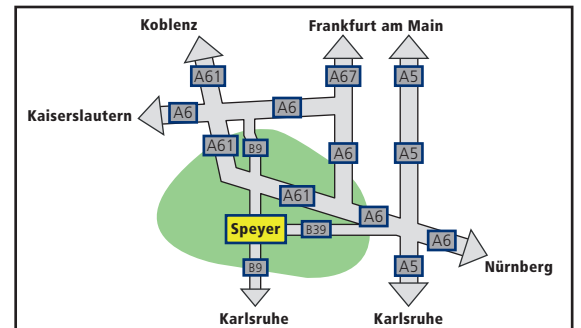 Koblenz
Frankfurt am Main
A61
A67
A5
Kaiserslautern
A6
A6
A61
B9
A6
A5
A61
A6
Speyer
B39
A6
B9
A5
Nürnberg
Karlsruhe
Karlsruhe